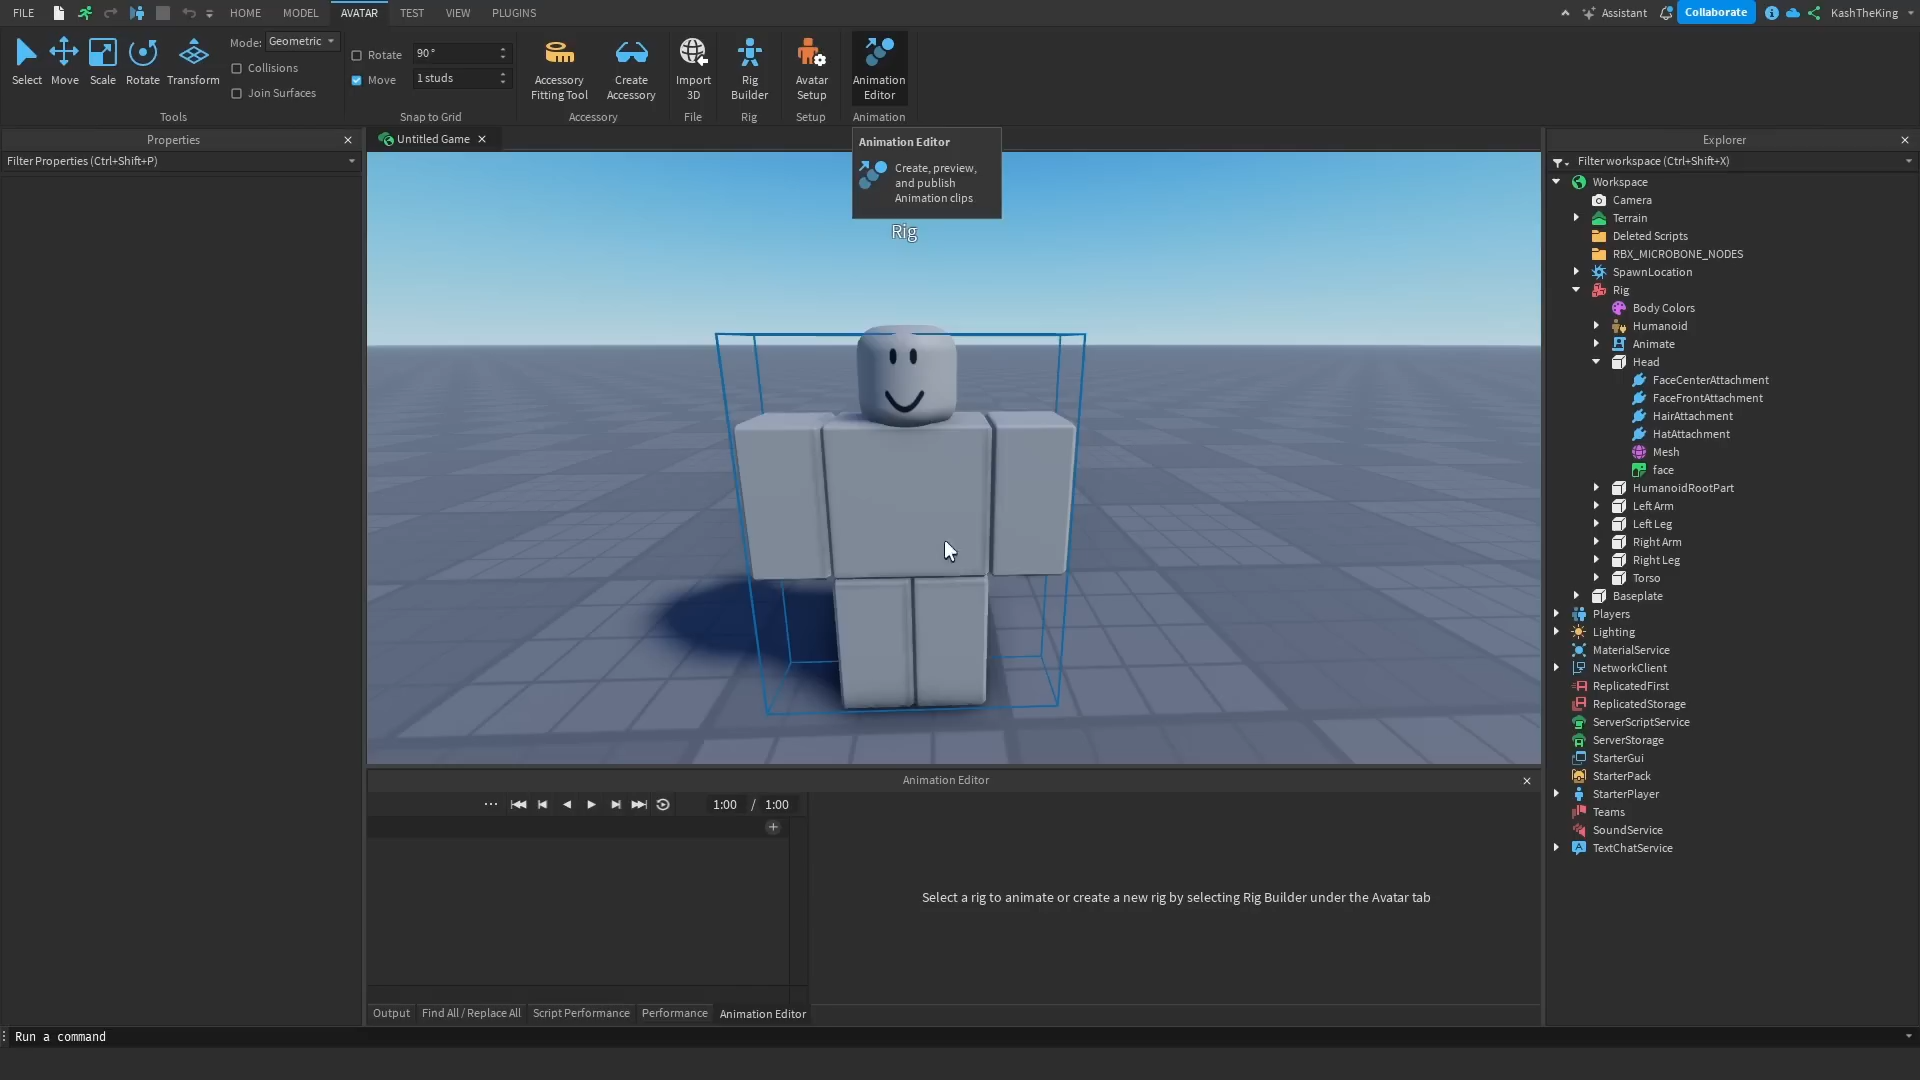 FILE HOME MODEL AVATAR TEST VIEW PLUGINS Assistant Collaborate KashTheKing
Mode: Geometric
Select Move Scale Rotate Transform
Collisions
Join Surfaces
Tools
Rotate 90°
Move 1 studs
Snap to Grid
Accessory
Fitting Tool
Create
Accessory
Accessory
Import
3D
File
Rig
Builder
Rig
Avatar
Setup
Setup
Animation
Editor
Animation
Properties
Filter Properties (Ctrl+Shift+P)
Untitled Game
Animation Editor
Create, preview,
and publish
Animation clips
Rig
Explorer
Filter workspace (Ctrl+Shift+X)
Workspace
Camera
Terrain
Deleted Scripts
RBX_MICROBONE_NODES
SpawnLocation
Rig
Body Colors
Humanoid
Animate
Head
FaceCenterAttachment
FaceFrontAttachment
HairAttachment
HatAttachment
Mesh
face
HumanoidRootPart
Left Arm
Left Leg
Right Arm
Right Leg
Torso
Baseplate
Players
Lighting
MaterialService
NetworkClient
ReplicatedFirst
ReplicatedStorage
ServerScriptService
ServerStorage
StarterGui
StarterPack
StarterPlayer
Teams
SoundService
TextChatService
Animation Editor
1:00 / 1:00
Select a rig to animate or create a new rig by selecting Rig Builder under the Avatar tab
Output Find All / Replace All Script Performance Performance Animation Editor
Run a command